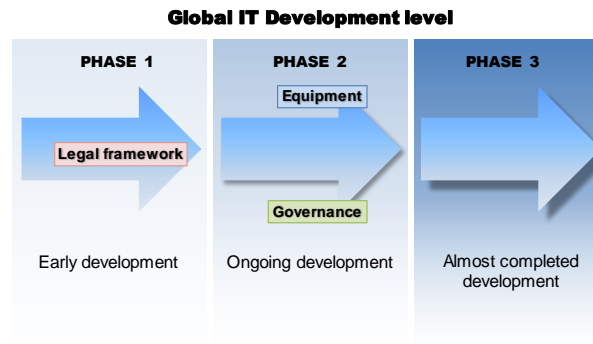 Global IT Development level
PHASE 1
PHASE 2
PHASE 3
Equipment
Legal framework
Governance
Early development
Ongoing development
Almost completed
development